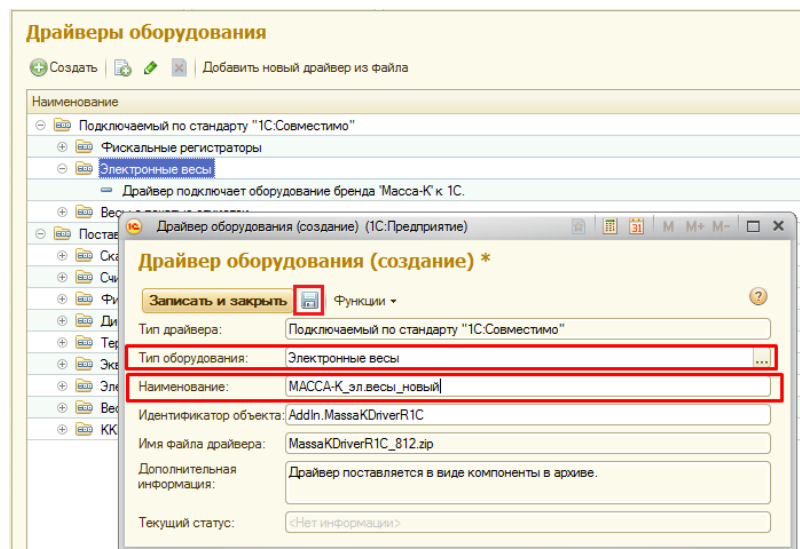 Драйверы оборудования
Создать Добавить новый драйвер из файла
Наименование
Подключаемый по стандарту "1С:Совместимо"
Фискальные регистраторы
Электронные весы
Драйвер подключает оборудование бренда 'Масса-К' к 1С.
Драйвер оборудования (создание) (1С:Предприятие)
31 M M+ M-
Драйвер оборудования (создание) *
Записать и закрыть Функции
Тип драйвера: Подключаемый по стандарту "1С:Совместимо"
Тип оборудования: Электронные весы ...
Наименование: МАССА-К_эл.весы_новый
Идентификатор объекта: AddIn.MassaKDriverR1C
Имя файла драйвера: MassaKDriverR1C_812.zip
Дополнительная информация: Драйвер поставляется в виде компоненты в архиве.
Текущий статус: <Нет информации>